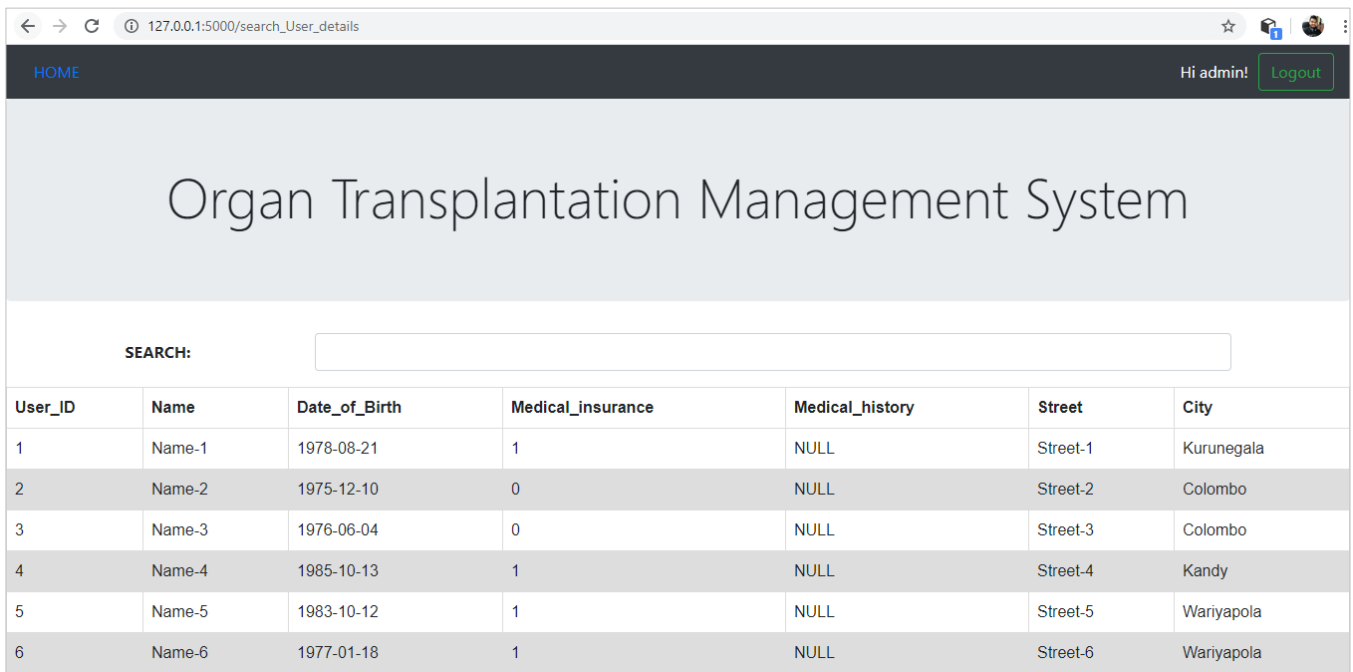 127.0.0.1:5000/search_User_details
1
HOME Hi admin! Logout
Organ Transplantation Management System
SEARCH:
User_ID Name Date_of_Birth Medical_insurance Medical_history Street City
1 Name-1 1978-08-21 1 NULL Street-1 Kurunegala
2 Name-2 1975-12-10 0 NULL Street-2 Colombo
3 Name-3 1976-06-04 0 NULL Street-3 Colombo
4 Name-4 1985-10-13 1 NULL Street-4 Kandy
5 Name-5 1983-10-12 1 NULL Street-5 Wariyapola
6 Name-6 1977-01-18 1 NULL Street-6 Wariyapola